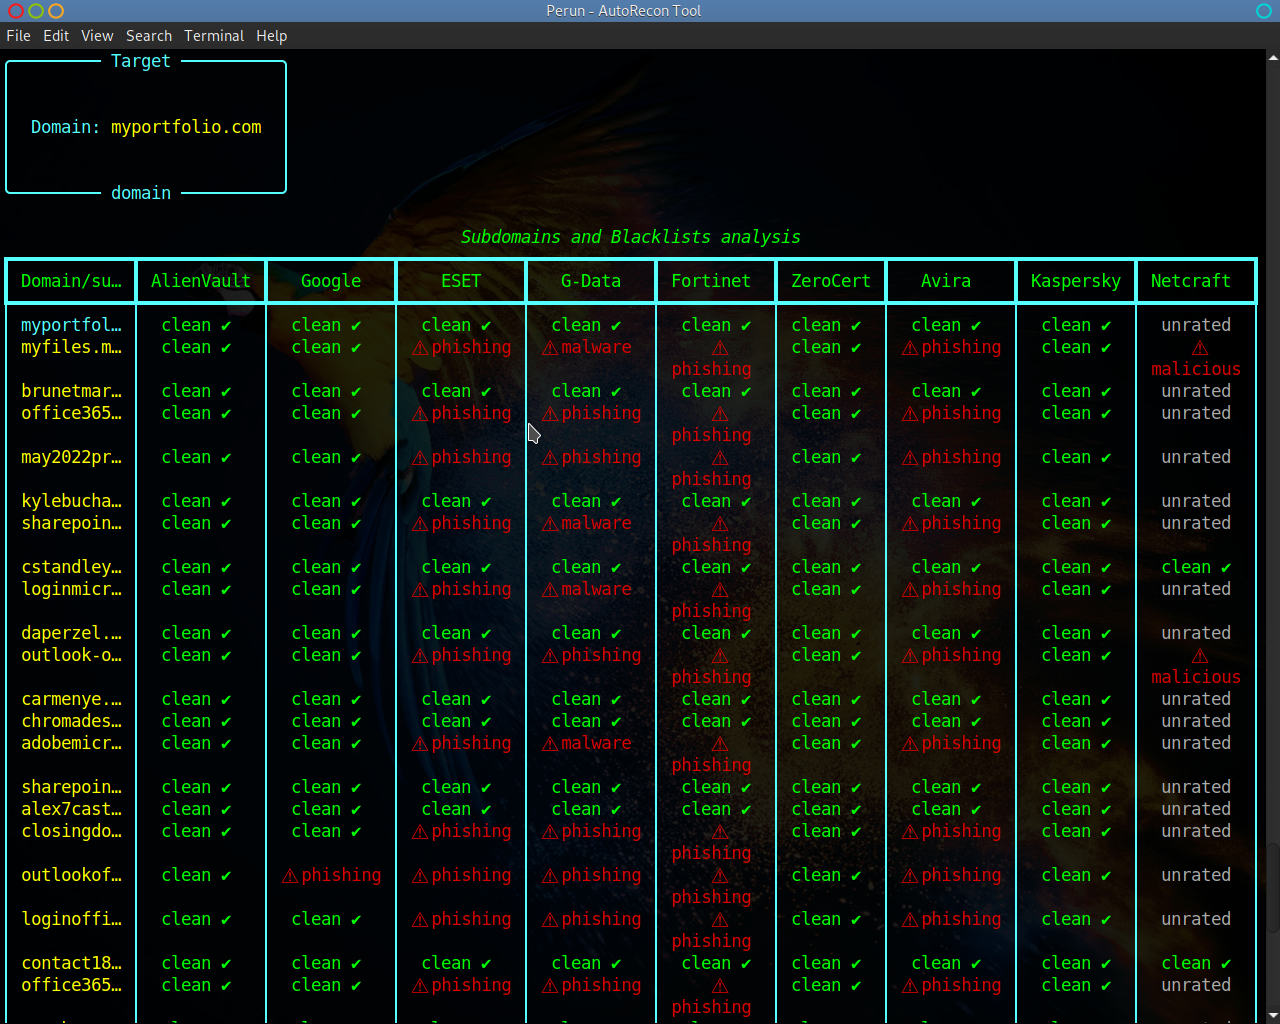 Perun - AutoRecon Tool
File Edit View Search Terminal Help
Target
Domain: myportfolio.com
domain
Subdomains and Blacklists analysis
Domain/su… AlienVault Google ESET G-Data Fortinet ZeroCert Avira Kaspersky Netcraft
myportfol… clean ✔ clean ✔ clean ✔ clean ✔ clean ✔ clean ✔ clean ✔ clean ✔ unrated
myfiles.m… clean ✔ clean ✔ ⚠phishing ⚠malware ⚠ clean ✔ ⚠phishing clean ✔ ⚠
phishing malicious
brunetmar… clean ✔ clean ✔ clean ✔ clean ✔ clean ✔ clean ✔ clean ✔ clean ✔ unrated
office365… clean ✔ clean ✔ ⚠phishing ⚠phishing ⚠ clean ✔ ⚠phishing clean ✔ unrated
phishing
may2022pr… clean ✔ clean ✔ ⚠phishing ⚠phishing ⚠ clean ✔ ⚠phishing clean ✔ unrated
phishing
kylebucha… clean ✔ clean ✔ clean ✔ clean ✔ clean ✔ clean ✔ clean ✔ clean ✔ unrated
sharepoin… clean ✔ clean ✔ ⚠phishing ⚠malware ⚠ clean ✔ ⚠phishing clean ✔ unrated
phishing
cstandley… clean ✔ clean ✔ clean ✔ clean ✔ clean ✔ clean ✔ clean ✔ clean ✔ clean ✔
loginmicr… clean ✔ clean ✔ ⚠phishing ⚠malware ⚠ clean ✔ ⚠phishing clean ✔ unrated
phishing
daperzel.… clean ✔ clean ✔ clean ✔ clean ✔ clean ✔ clean ✔ clean ✔ clean ✔ unrated
outlook-o… clean ✔ clean ✔ ⚠phishing ⚠phishing ⚠ clean ✔ ⚠phishing clean ✔ ⚠
phishing malicious
carmenye.… clean ✔ clean ✔ clean ✔ clean ✔ clean ✔ clean ✔ clean ✔ clean ✔ unrated
chromades… clean ✔ clean ✔ clean ✔ clean ✔ clean ✔ clean ✔ clean ✔ clean ✔ unrated
adobemicr… clean ✔ clean ✔ ⚠phishing ⚠malware ⚠ clean ✔ ⚠phishing clean ✔ unrated
phishing
sharepoin… clean ✔ clean ✔ clean ✔ clean ✔ clean ✔ clean ✔ clean ✔ clean ✔ unrated
alex7cast… clean ✔ clean ✔ clean ✔ clean ✔ clean ✔ clean ✔ clean ✔ clean ✔ unrated
closingdo… clean ✔ clean ✔ ⚠phishing ⚠phishing ⚠ clean ✔ ⚠phishing clean ✔ unrated
phishing
outlookof… clean ✔ ⚠phishing ⚠phishing ⚠phishing ⚠ clean ✔ ⚠phishing clean ✔ unrated
phishing
loginoffi… clean ✔ clean ✔ ⚠phishing ⚠phishing ⚠ clean ✔ ⚠phishing clean ✔ unrated
phishing
contact18… clean ✔ clean ✔ clean ✔ clean ✔ clean ✔ clean ✔ clean ✔ clean ✔ clean ✔
office365… clean ✔ clean ✔ ⚠phishing ⚠phishing ⚠ clean ✔ ⚠phishing clean ✔ unrated
phishing